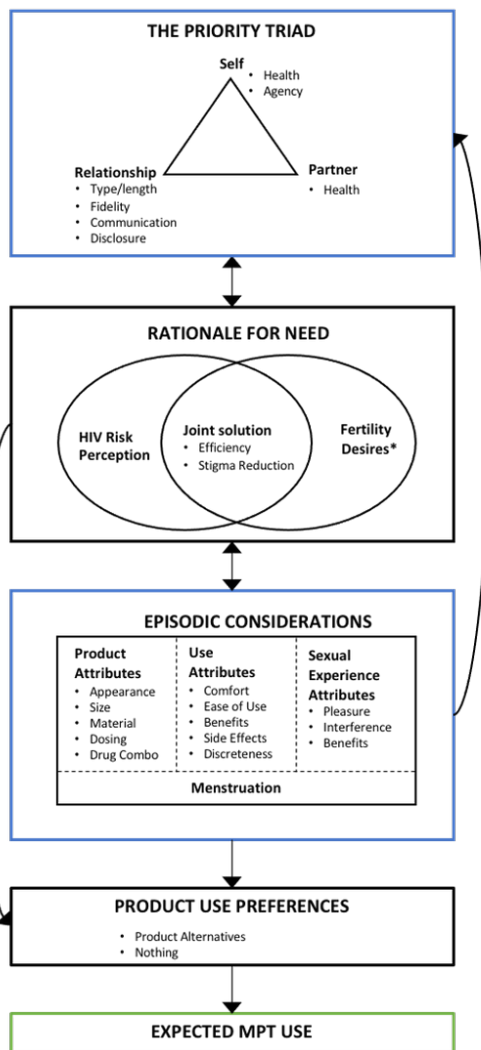 THE PRIORITY TRIAD
Self
• Health
• Agency
Relationship
• Type/length
• Fidelity
• Communication
• Disclosure
Partner
• Health
RATIONALE FOR NEED
HIV Risk
Perception
Joint solution
• Efficiency
• Stigma Reduction
Fertility
Desires*
EPISODIC CONSIDERATIONS
Product
Attributes
• Appearance
• Size
• Material
• Dosing
• Drug Combo
Use
Attributes
• Comfort
• Ease of Use
• Benefits
• Side Effects
• Discreteness
Sexual
Experience
Attributes
• Pleasure
• Interference
• Benefits
Menstruation
PRODUCT USE PREFERENCES
• Product Alternatives
• Nothing
EXPECTED MPT USE